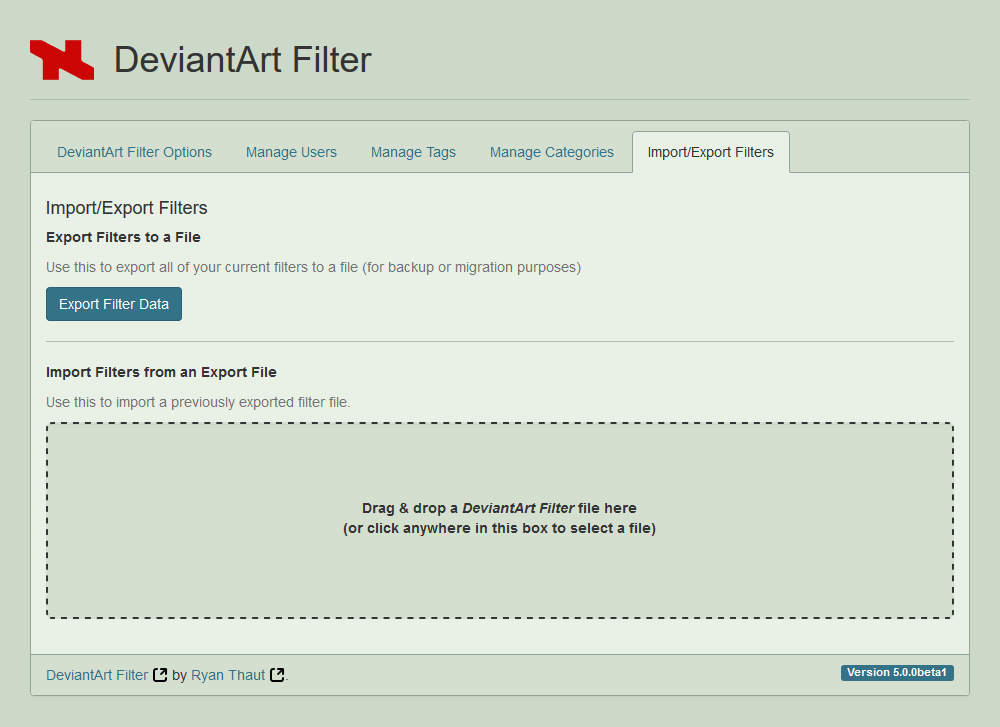 DeviantArt Filter
DeviantArt Filter Options Manage Users Manage Tags Manage Categories Import/Export Filters
Import/Export Filters
Export Filters to a File
Use this to export all of your current filters to a file (for backup or migration purposes)
Export Filter Data
Import Filters from an Export File
Use this to import a previously exported filter file.
Drag & drop a DeviantArt Filter file here
(or click anywhere in this box to select a file)
DeviantArt Filter by Ryan Thaut. Version 5.0.0beta1